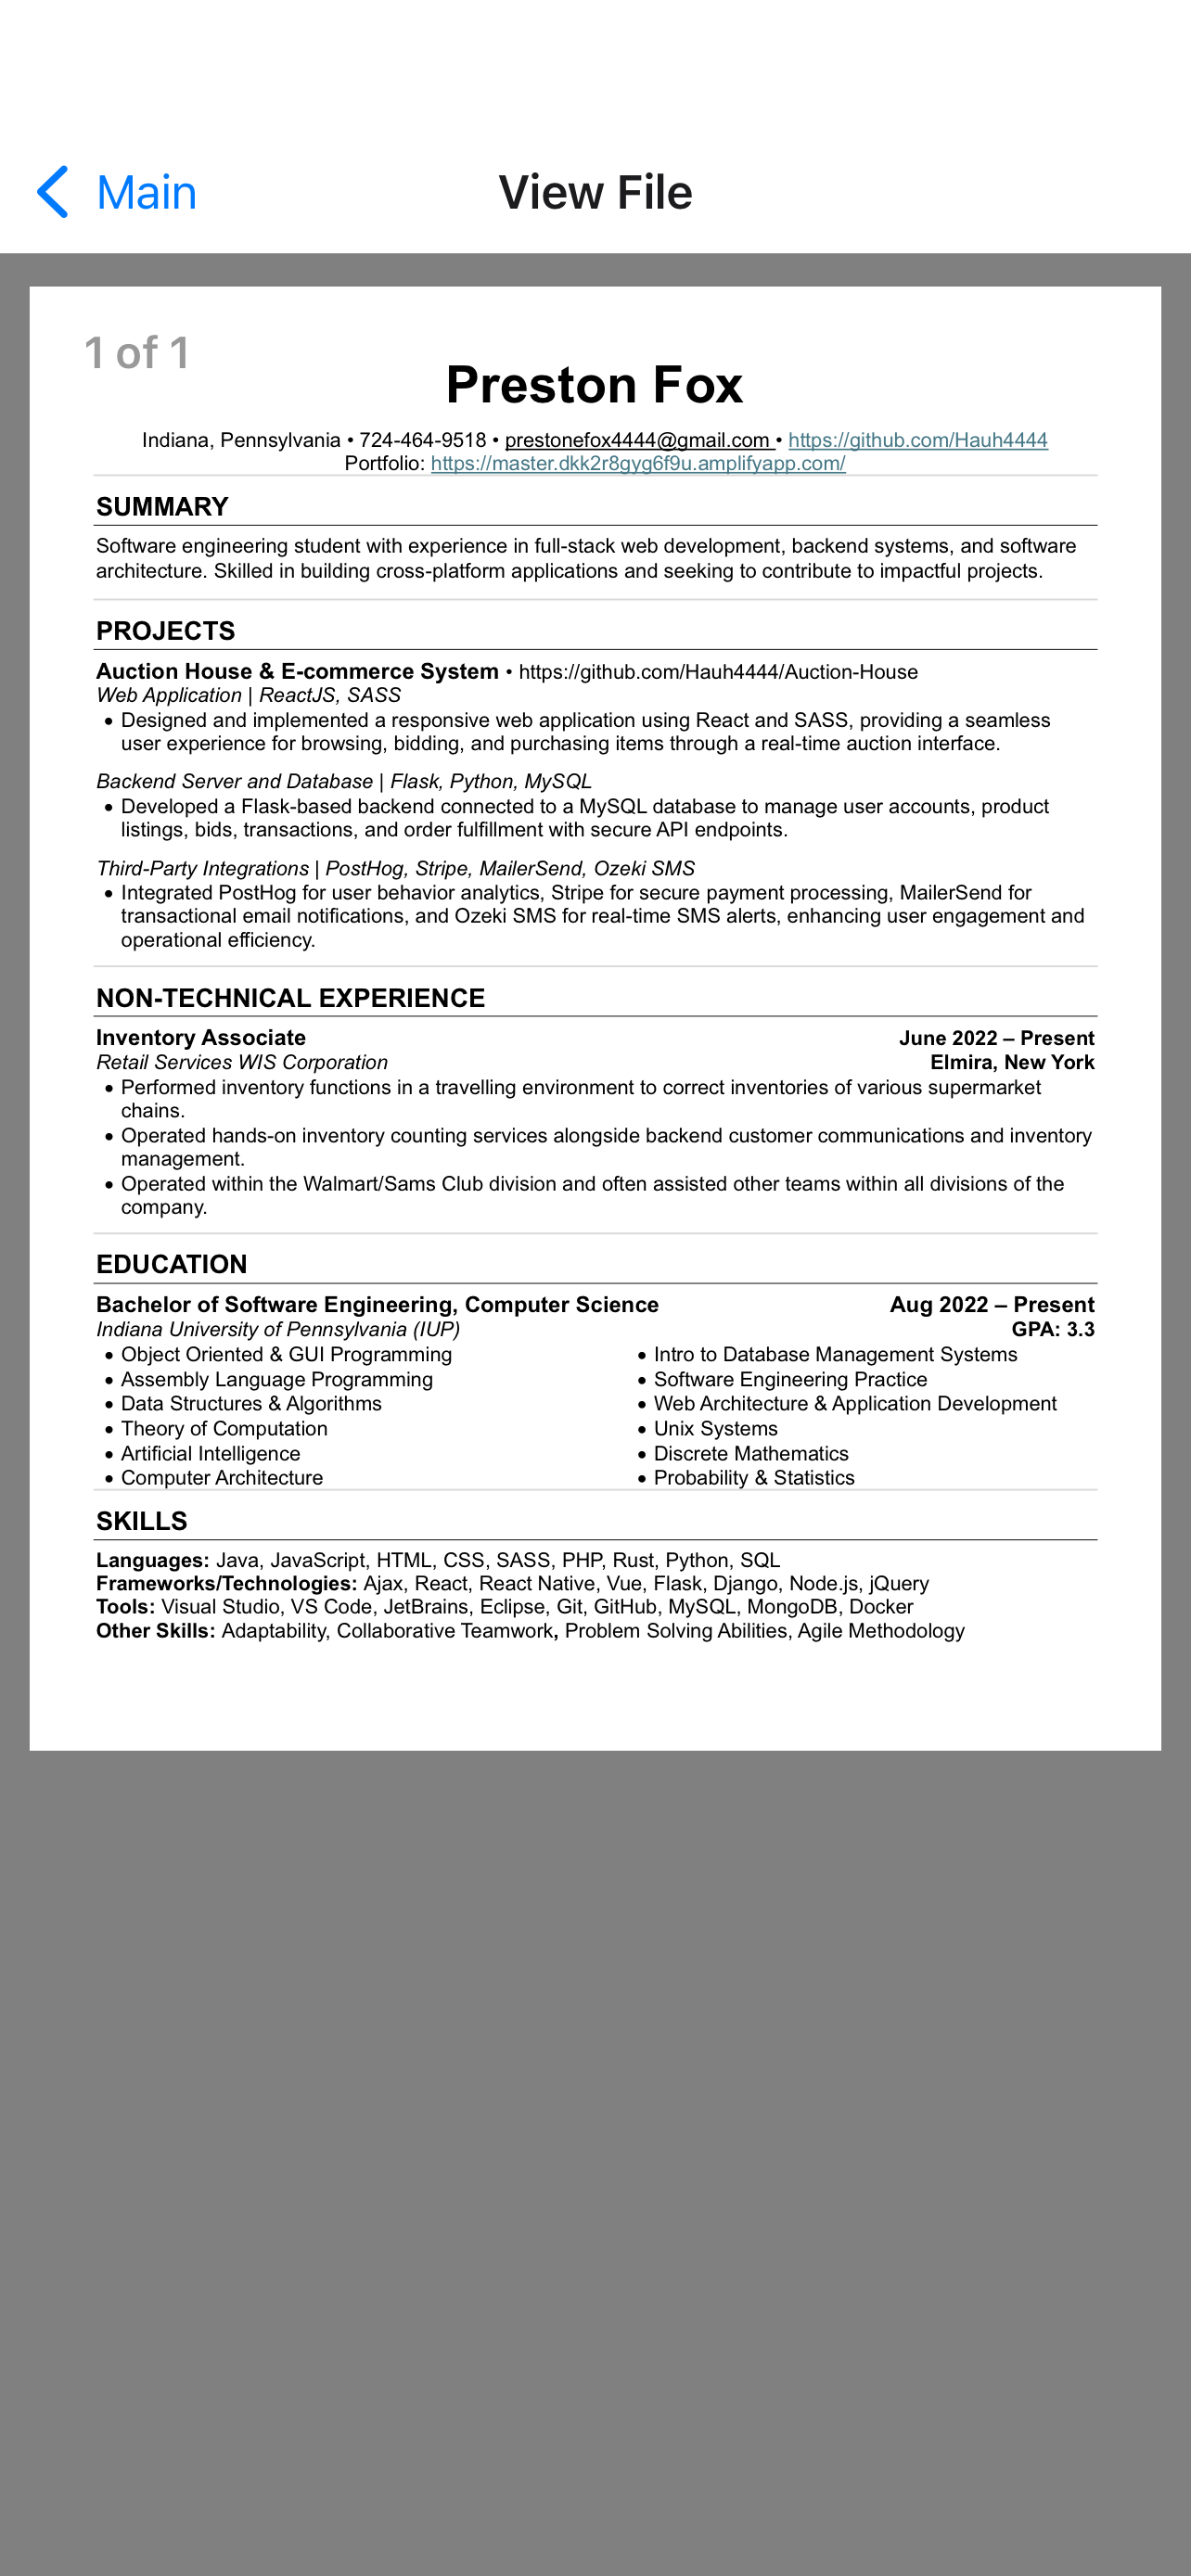 Main
View File
1 of 1
Preston Fox
Indiana, Pennsylvania • 724-464-9518 • prestonefox4444@gmail.com • https://github.com/Hauh4444
Portfolio: https://master.dkk2r8gyg6f9u.amplifyapp.com/
SUMMARY
Software engineering student with experience in full-stack web development, backend systems, and software
architecture. Skilled in building cross-platform applications and seeking to contribute to impactful projects.
PROJECTS
Auction House & E-commerce System • https://github.com/Hauh4444/Auction-House
Web Application | ReactJS, SASS
• Designed and implemented a responsive web application using React and SASS, providing a seamless
user experience for browsing, bidding, and purchasing items through a real-time auction interface.
Backend Server and Database | Flask, Python, MySQL
• Developed a Flask-based backend connected to a MySQL database to manage user accounts, product
listings, bids, transactions, and order fulfillment with secure API endpoints.
Third-Party Integrations | PostHog, Stripe, MailerSend, Ozeki SMS
• Integrated PostHog for user behavior analytics, Stripe for secure payment processing, MailerSend for
transactional email notifications, and Ozeki SMS for real-time SMS alerts, enhancing user engagement and
operational efficiency.
NON-TECHNICAL EXPERIENCE
Inventory Associate June 2022 – Present
Retail Services WIS Corporation Elmira, New York
• Performed inventory functions in a travelling environment to correct inventories of various supermarket
chains.
• Operated hands-on inventory counting services alongside backend customer communications and inventory
management.
• Operated within the Walmart/Sams Club division and often assisted other teams within all divisions of the
company.
EDUCATION
Bachelor of Software Engineering, Computer Science Aug 2022 – Present
Indiana University of Pennsylvania (IUP) GPA: 3.3
• Object Oriented & GUI Programming • Intro to Database Management Systems
• Assembly Language Programming • Software Engineering Practice
• Data Structures & Algorithms • Web Architecture & Application Development
• Theory of Computation • Unix Systems
• Artificial Intelligence • Discrete Mathematics
• Computer Architecture • Probability & Statistics
SKILLS
Languages: Java, JavaScript, HTML, CSS, SASS, PHP, Rust, Python, SQL
Frameworks/Technologies: Ajax, React, React Native, Vue, Flask, Django, Node.js, jQuery
Tools: Visual Studio, VS Code, JetBrains, Eclipse, Git, GitHub, MySQL, MongoDB, Docker
Other Skills: Adaptability, Collaborative Teamwork, Problem Solving Abilities, Agile Methodology